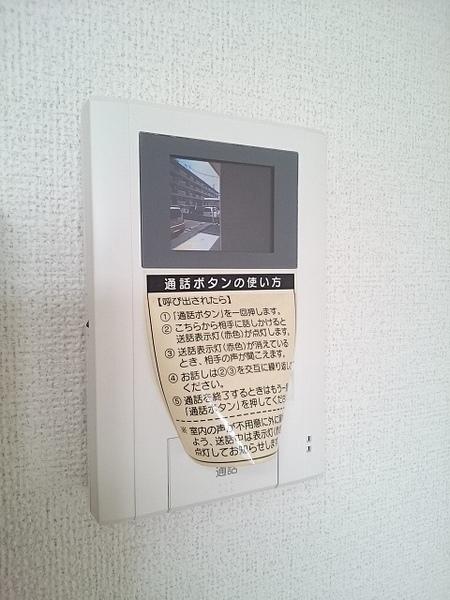 通話ボタンの使い方
【呼び出されたら】
①「通話ボタン」を一回押します。
②こちらから相手に話しかけると
送話表示灯(赤色)が点灯します。
③送話表示灯(赤色)が消えている
とき、相手の声が聞こえます。
④お話しは②③を交互に繰り返し
ください。
⑤通話を終了するときはもう一
「通話ボタン」を押してくだ
※室内の声が不用意に外に
よう、送話中は表示灯
点灯してお知らせしま
通話